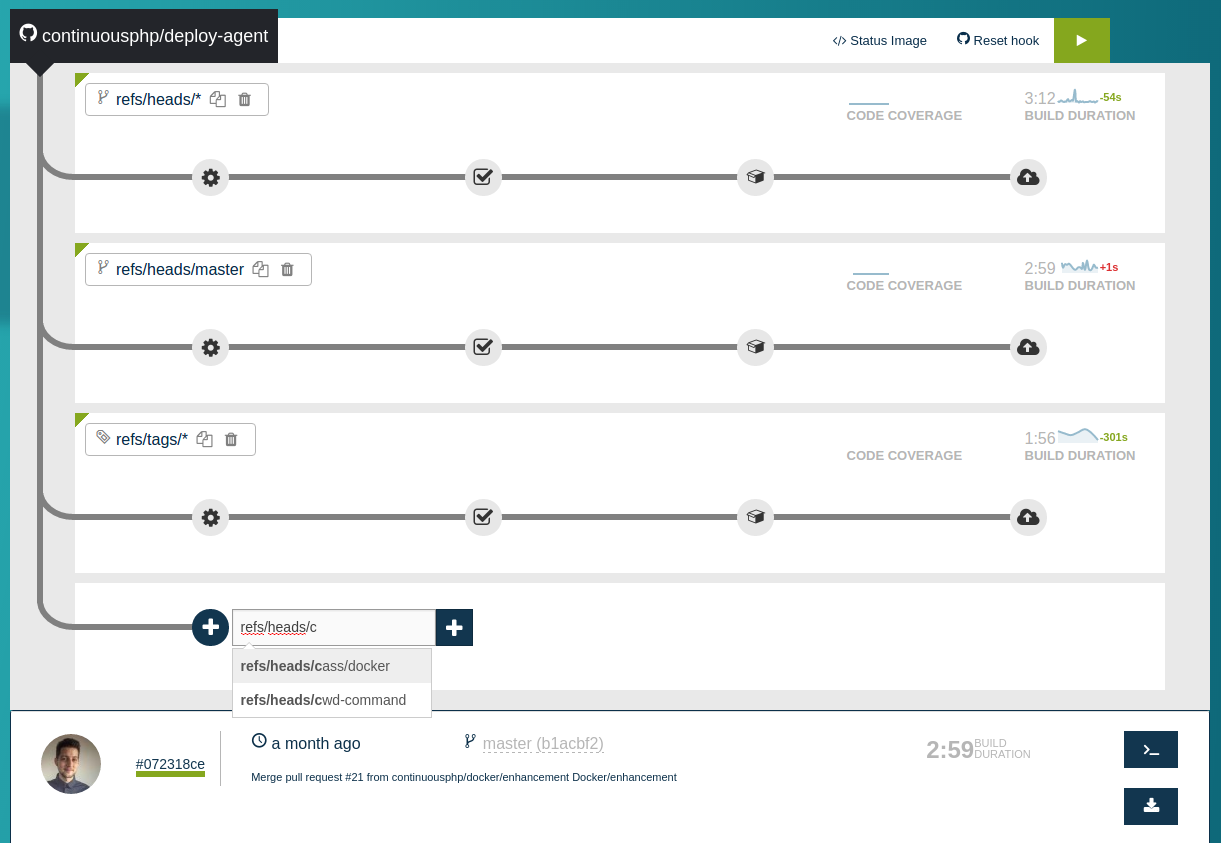 continuousphp/deploy-agent
</> Status Image
Reset hook
refs/heads/*
3:12 -54s
CODE COVERAGE
BUILD DURATION
refs/heads/master
2:59 +1s
CODE COVERAGE
BUILD DURATION
refs/tags/*
1:56 -301s
CODE COVERAGE
BUILD DURATION
refs/heads/c
refs/heads/cass/docker
refs/heads/cwd-command
#072318ce
a month ago
master (b1acbf2)
Merge pull request #21 from continuousphp/docker/enhancement Docker/enhancement
2:59 BUILD
DURATION